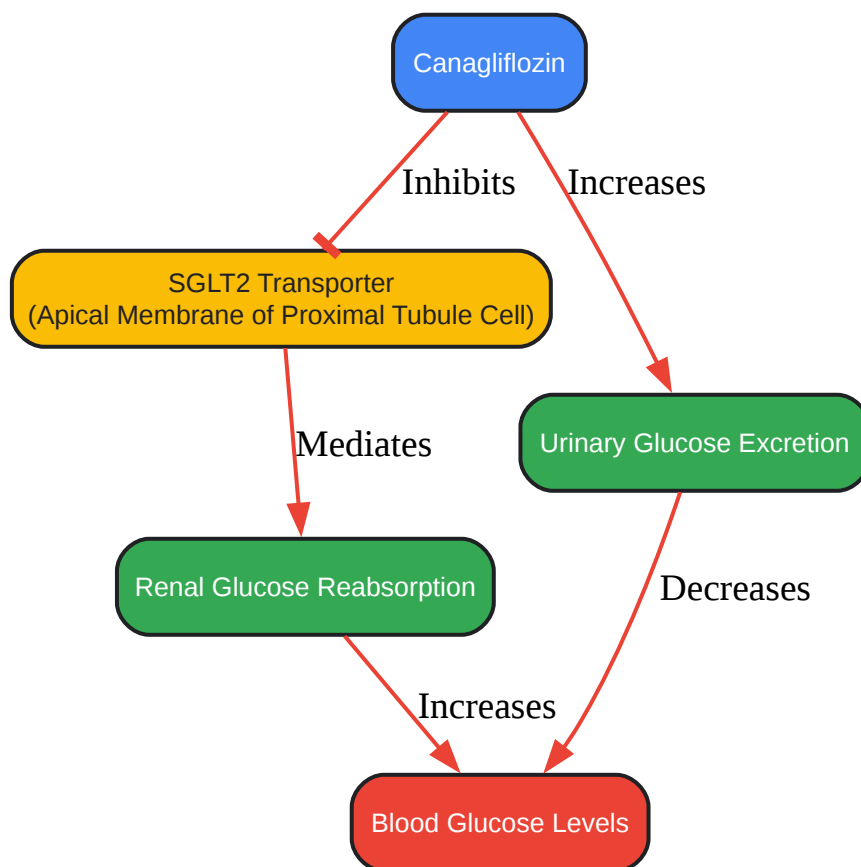 Canagliflozin
Inhibits
Increases
SGLT2 Transporter
(Apical Membrane of Proximal Tubule Cell)
Mediates
Urinary Glucose Excretion
Renal Glucose Reabsorption
Decreases
Increases
Blood Glucose Levels